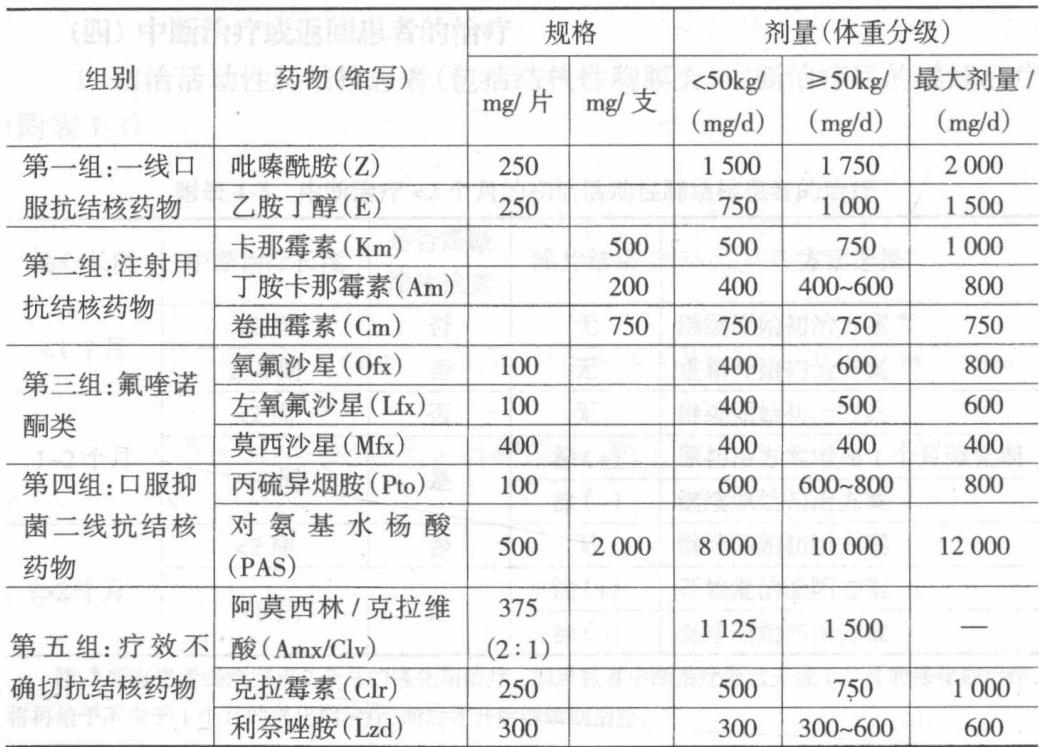 组别 药物(缩写) 规格 剂量(体重分级)
mg/片 mg/支 <50kg/(mg/d) ≥50kg/(mg/d) 最大剂量/(mg/d)
第一组:一线口服抗结核药物 吡嗪酰胺(Z) 250 1 500 1 750 2 000
乙胺丁醇(E) 250 750 1 000 1 500
第二组:注射用抗结核药物 卡那霉素(Km) 500 500 750 1 000
丁胺卡那霉素(Am) 200 400 400~600 800
卷曲霉素(Cm) 750 750 750 750
第三组:氟喹诺酮类 氧氟沙星(Ofx) 100 400 600 800
左氧氟沙星(Lfx) 100 400 500 600
莫西沙星(Mfx) 400 400 400 400
第四组:口服抑菌二线抗结核药物 丙硫异烟胺(Pto) 100 600 600~800 800
对氨基水杨酸(PAS) 500 2 000 8 000 10 000 12 000
第五组:疗效不确切抗结核药物 阿莫西林/克拉维酸(Amx/Clv) 375(2:1) 1 125 1 500 —
克拉霉素(Clr) 250 500 750 1 000
利奈唑胺(Lzd) 300 300 300~600 600